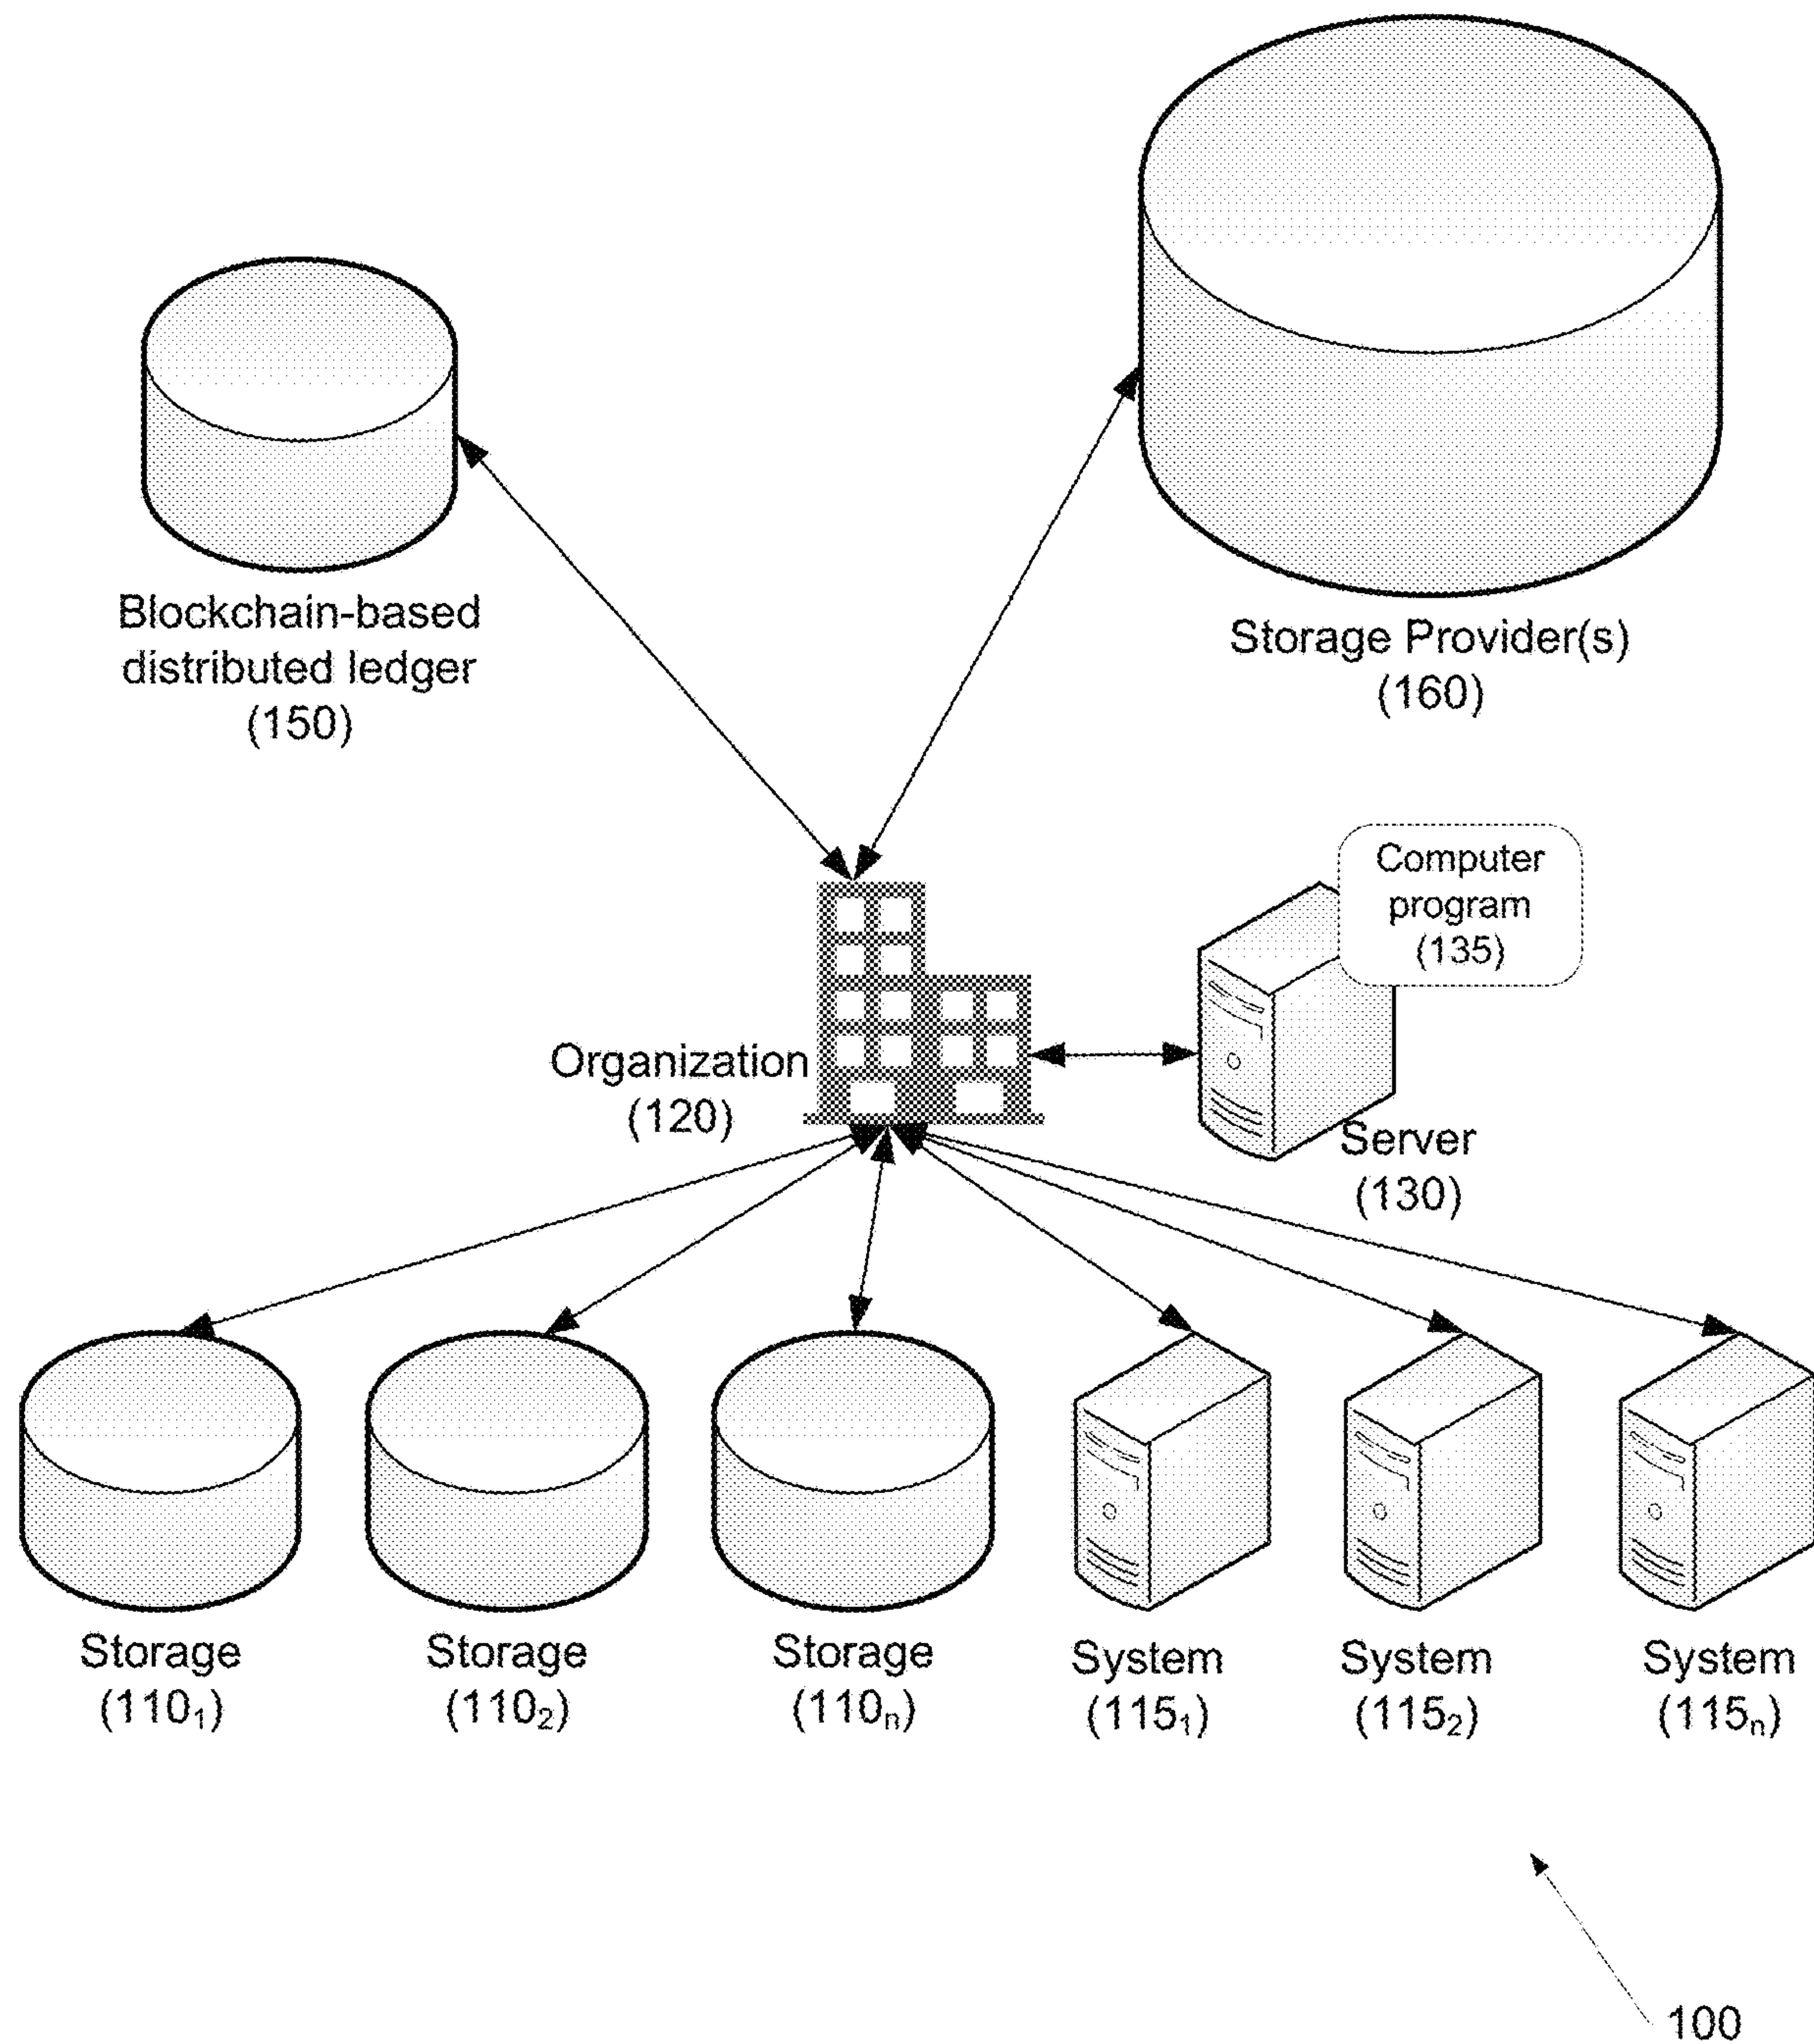 Blockchain-based
distributed ledger
(150)
Storage Provider(s)
(160)
Computer
program
(135)
Organization
(120)
Server
(130)
Storage
(110₁)
Storage
(110₂)
Storage
(110ₙ)
System
(115₁)
System
(115₂)
System
(115ₙ)
100